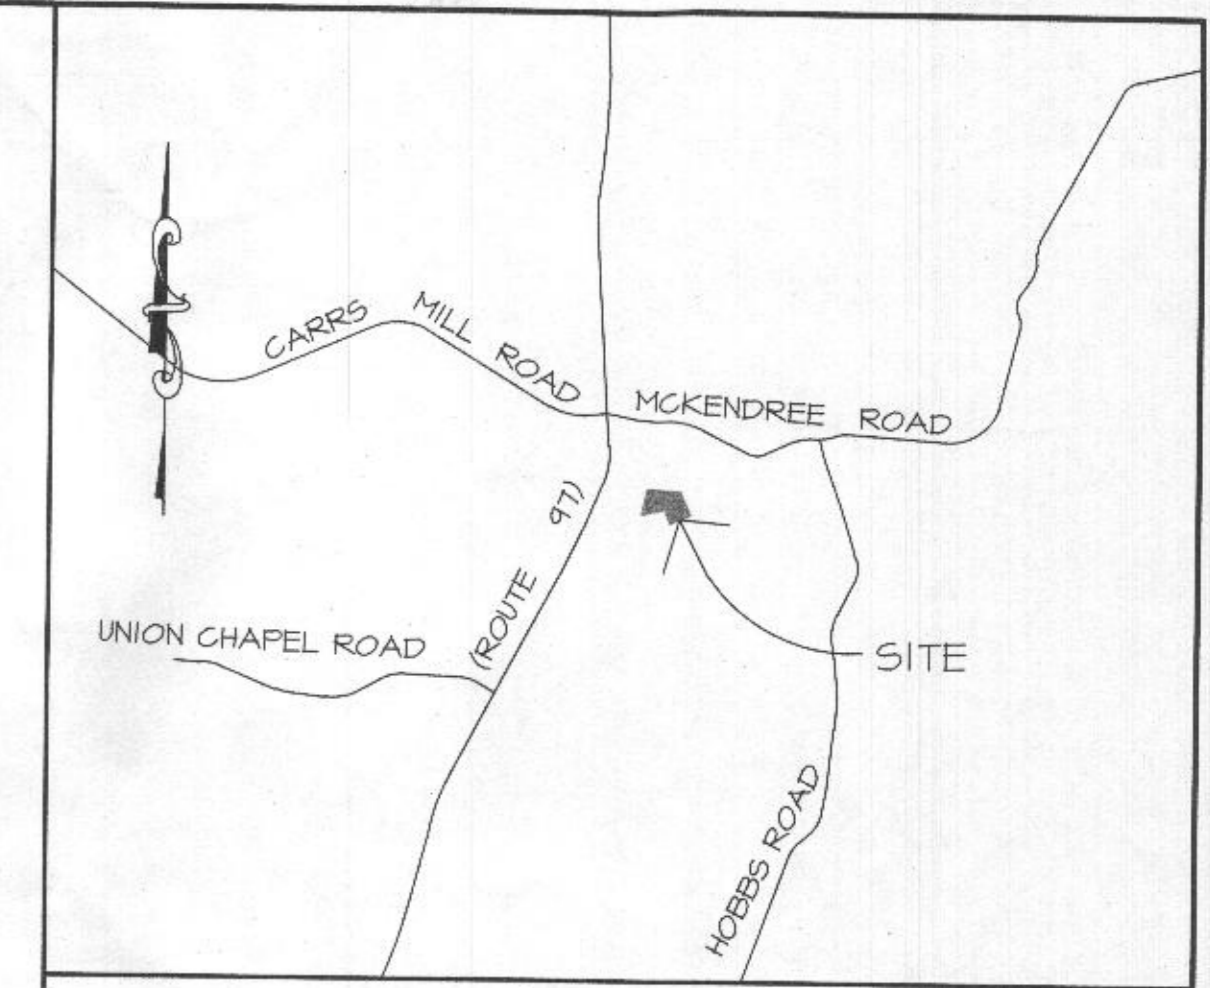 CARRS MILL ROAD
MCKENDREE ROAD
(ROUTE 97)
UNION CHAPEL ROAD
SITE
HOBBS ROAD